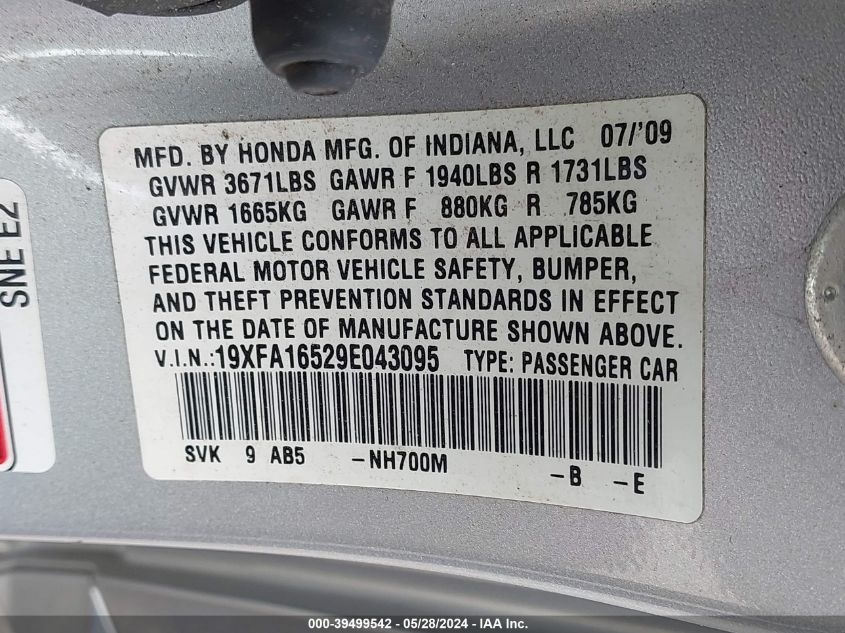 MFD. BY HONDA MFG. OF INDIANA, LLC 07/'09
GVWR 3671LBS GAWR F 1940LBS R 1731LBS
GVWR 1665KG GAWR F 880KG R 785KG
THIS VEHICLE CONFORMS TO ALL APPLICABLE
FEDERAL MOTOR VEHICLE SAFETY, BUMPER,
AND THEFT PREVENTION STANDARDS IN EFFECT
ON THE DATE OF MANUFACTURE SHOWN ABOVE.
V.I.N.:19XFA16529E043095 TYPE: PASSENGER CAR
SVK 9 AB5 -NH700M -B -E
SNE E2
000-39499542 / 05/28/2024 / IAA Inc.